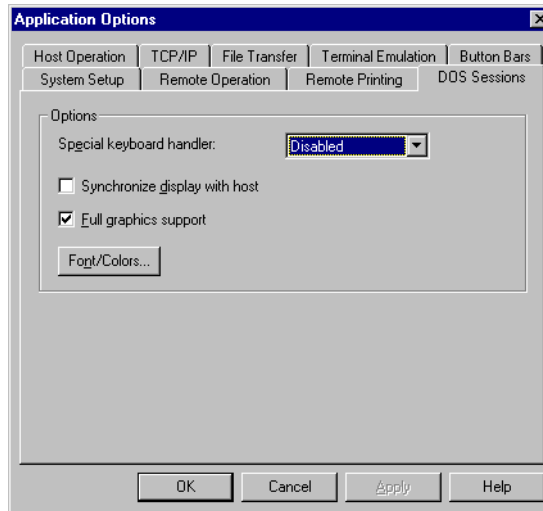 Application Options
Host Operation TCP/IP File Transfer Terminal Emulation Button Bars
System Setup Remote Operation Remote Printing DOS Sessions
Options
Special keyboard handler: Disabled
Synchronize display with host
Full graphics support
Font/Colors...
OK Cancel Apply Help